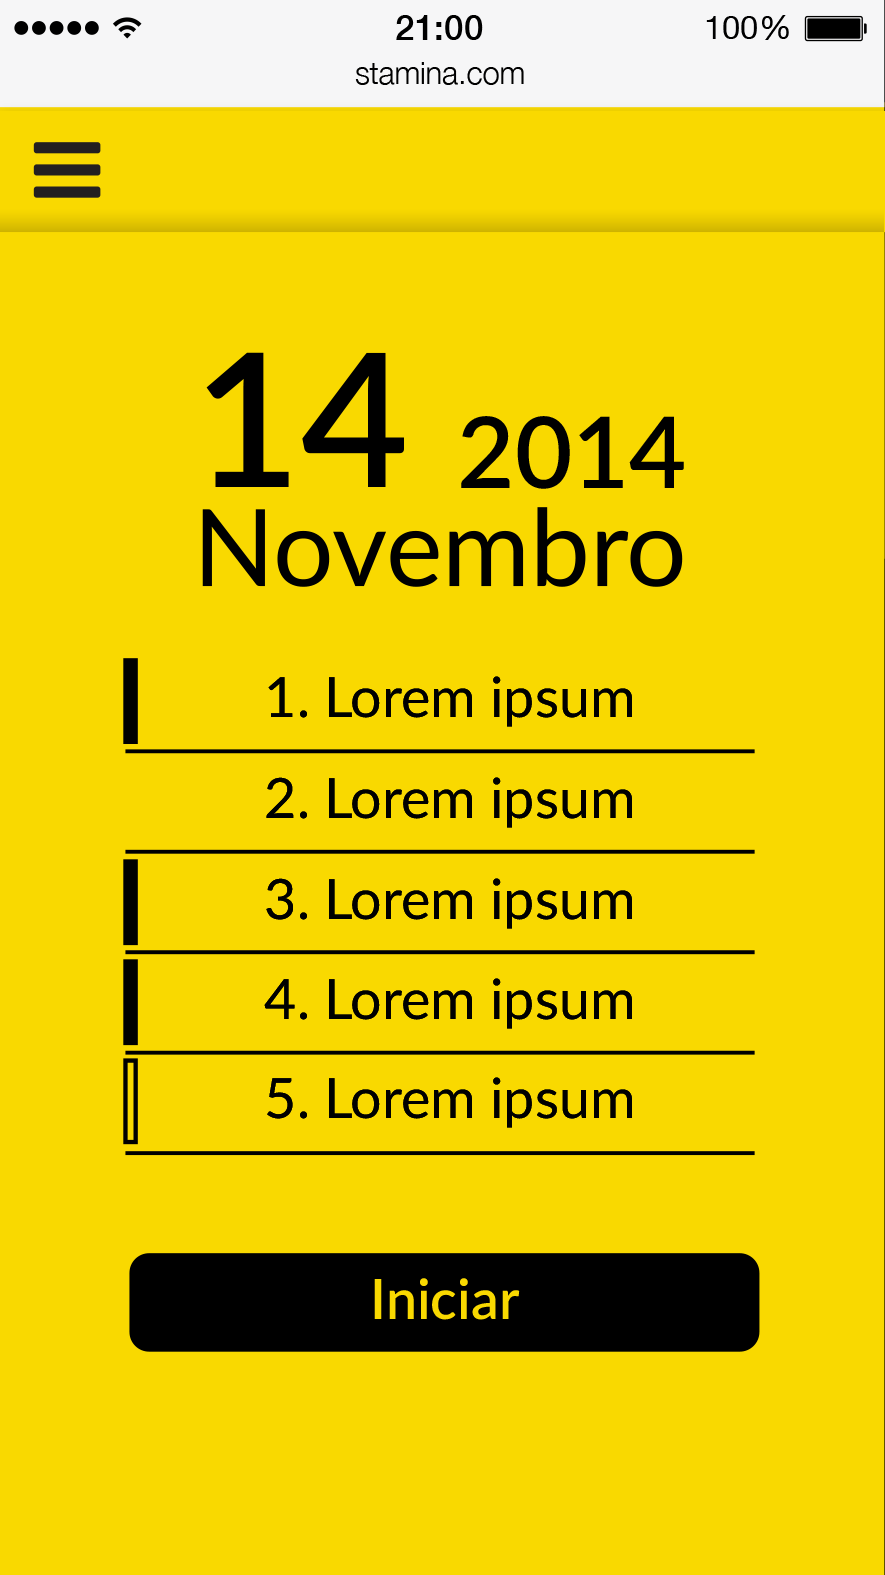 21:00 100%
stamina.com
14 2014
Novembro
1. Lorem ipsum
2. Lorem ipsum
3. Lorem ipsum
4. Lorem ipsum
5. Lorem ipsum
Iniciar